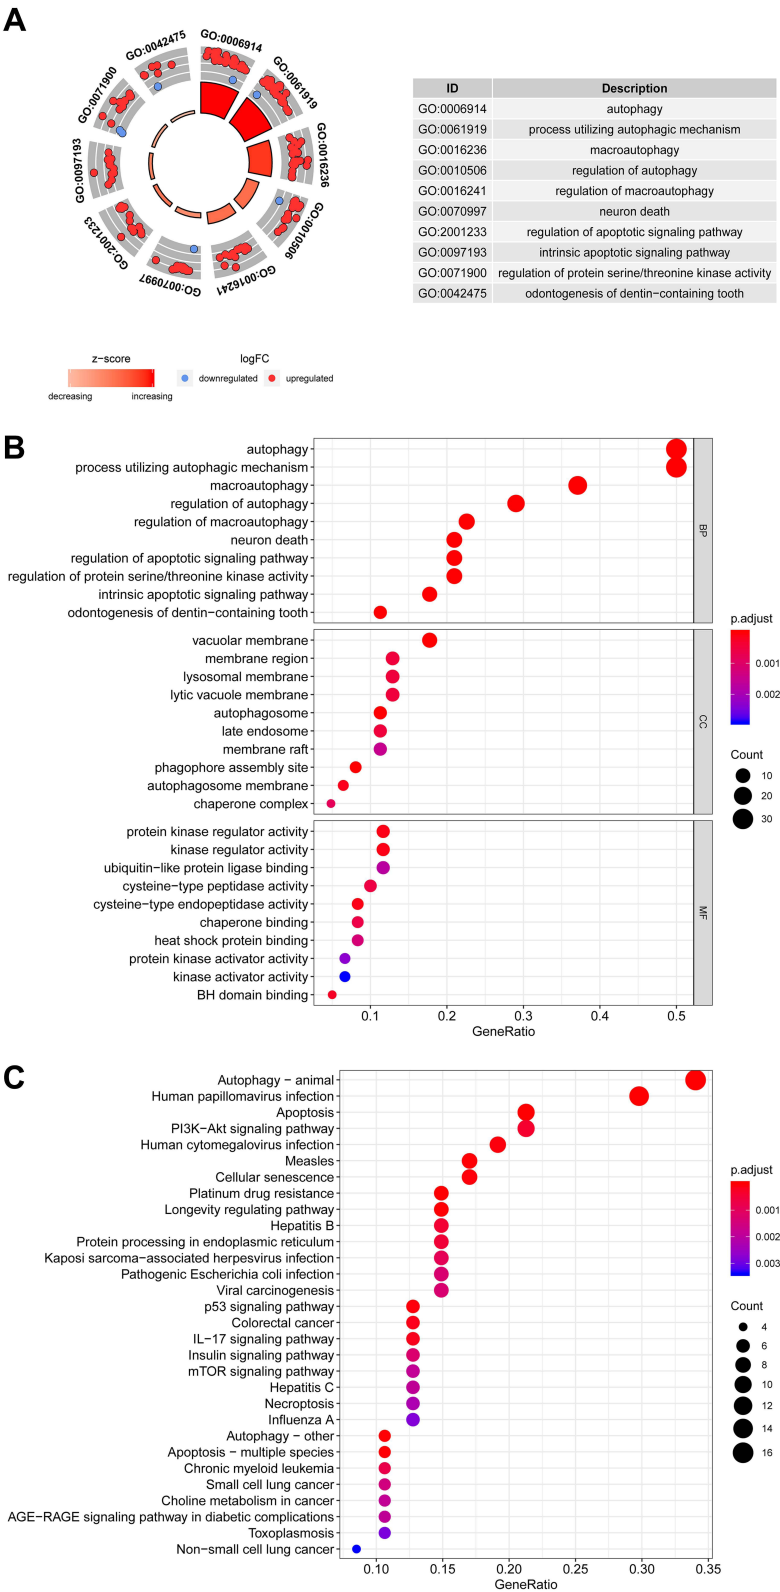 A
GO:0042475
GO:0006914
GO:0061919
GO:0016236
GO:0010506
GO:0016241
GO:0070997
GO:2001233
GO:0097193
GO:0071900
ID Description
GO:0006914 autophagy
GO:0061919 process utilizing autophagic mechanism
GO:0016236 macroautophagy
GO:0010506 regulation of autophagy
GO:0016241 regulation of macroautophagy
GO:0070997 neuron death
GO:2001233 regulation of apoptotic signaling pathway
GO:0097193 intrinsic apoptotic signaling pathway
GO:0071900 regulation of protein serine/threonine kinase activity
GO:0042475 odontogenesis of dentin−containing tooth
z−score
decreasing increasing
logFC
downregulated upregulated
B
autophagy
process utilizing autophagic mechanism
macroautophagy
regulation of autophagy
regulation of macroautophagy
neuron death
regulation of apoptotic signaling pathway
regulation of protein serine/threonine kinase activity
intrinsic apoptotic signaling pathway
odontogenesis of dentin−containing tooth
BP
vacuolar membrane
membrane region
lysosomal membrane
lytic vacuole membrane
autophagosome
late endosome
membrane raft
phagophore assembly site
autophagosome membrane
chaperone complex
CC
protein kinase regulator activity
kinase regulator activity
ubiquitin−like protein ligase binding
cysteine−type peptidase activity
cysteine−type endopeptidase activity
chaperone binding
heat shock protein binding
protein kinase activator activity
kinase activator activity
BH domain binding
MF
0.1 0.2 0.3 0.4 0.5
GeneRatio
p.adjust
0.001
0.002
Count
10
20
30
C
Autophagy − animal
Human papillomavirus infection
Apoptosis
PI3K−Akt signaling pathway
Human cytomegalovirus infection
Measles
Cellular senescence
Platinum drug resistance
Longevity regulating pathway
Hepatitis B
Protein processing in endoplasmic reticulum
Kaposi sarcoma−associated herpesvirus infection
Pathogenic Escherichia coli infection
Viral carcinogenesis
p53 signaling pathway
Colorectal cancer
IL−17 signaling pathway
Insulin signaling pathway
mTOR signaling pathway
Hepatitis C
Necroptosis
Influenza A
Autophagy − other
Apoptosis − multiple species
Chronic myeloid leukemia
Small cell lung cancer
Choline metabolism in cancer
AGE−RAGE signaling pathway in diabetic complications
Toxoplasmosis
Non−small cell lung cancer
0.10 0.15 0.20 0.25 0.30 0.35
GeneRatio
p.adjust
0.001
0.002
0.003
Count
4
6
8
10
12
14
16